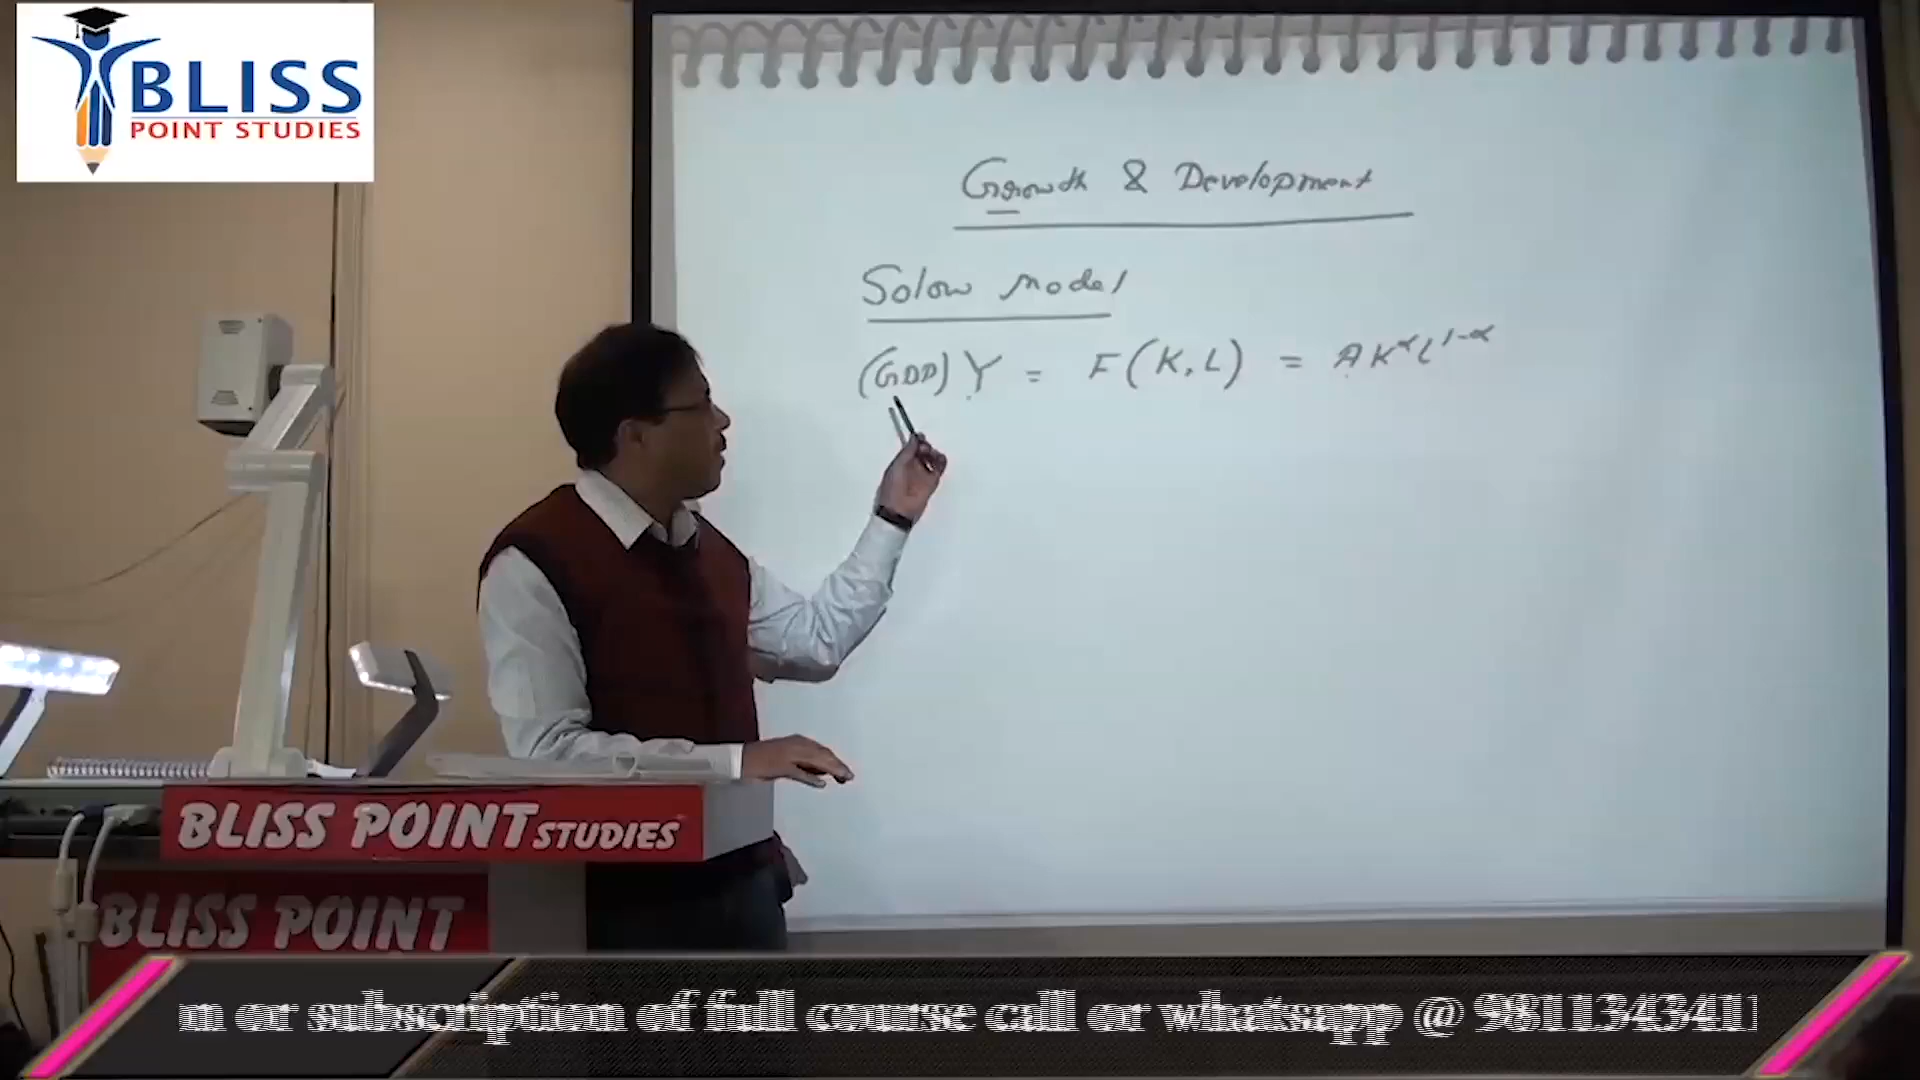 BLISS
POINT STUDIES
Growth & Development
Solow Model
(GDP) Y = F(K, L) = AK^α L^1-α
BLISS POINT STUDIES
BLISS POINT
m or subscription of full course call or whatsapp @ 981134341